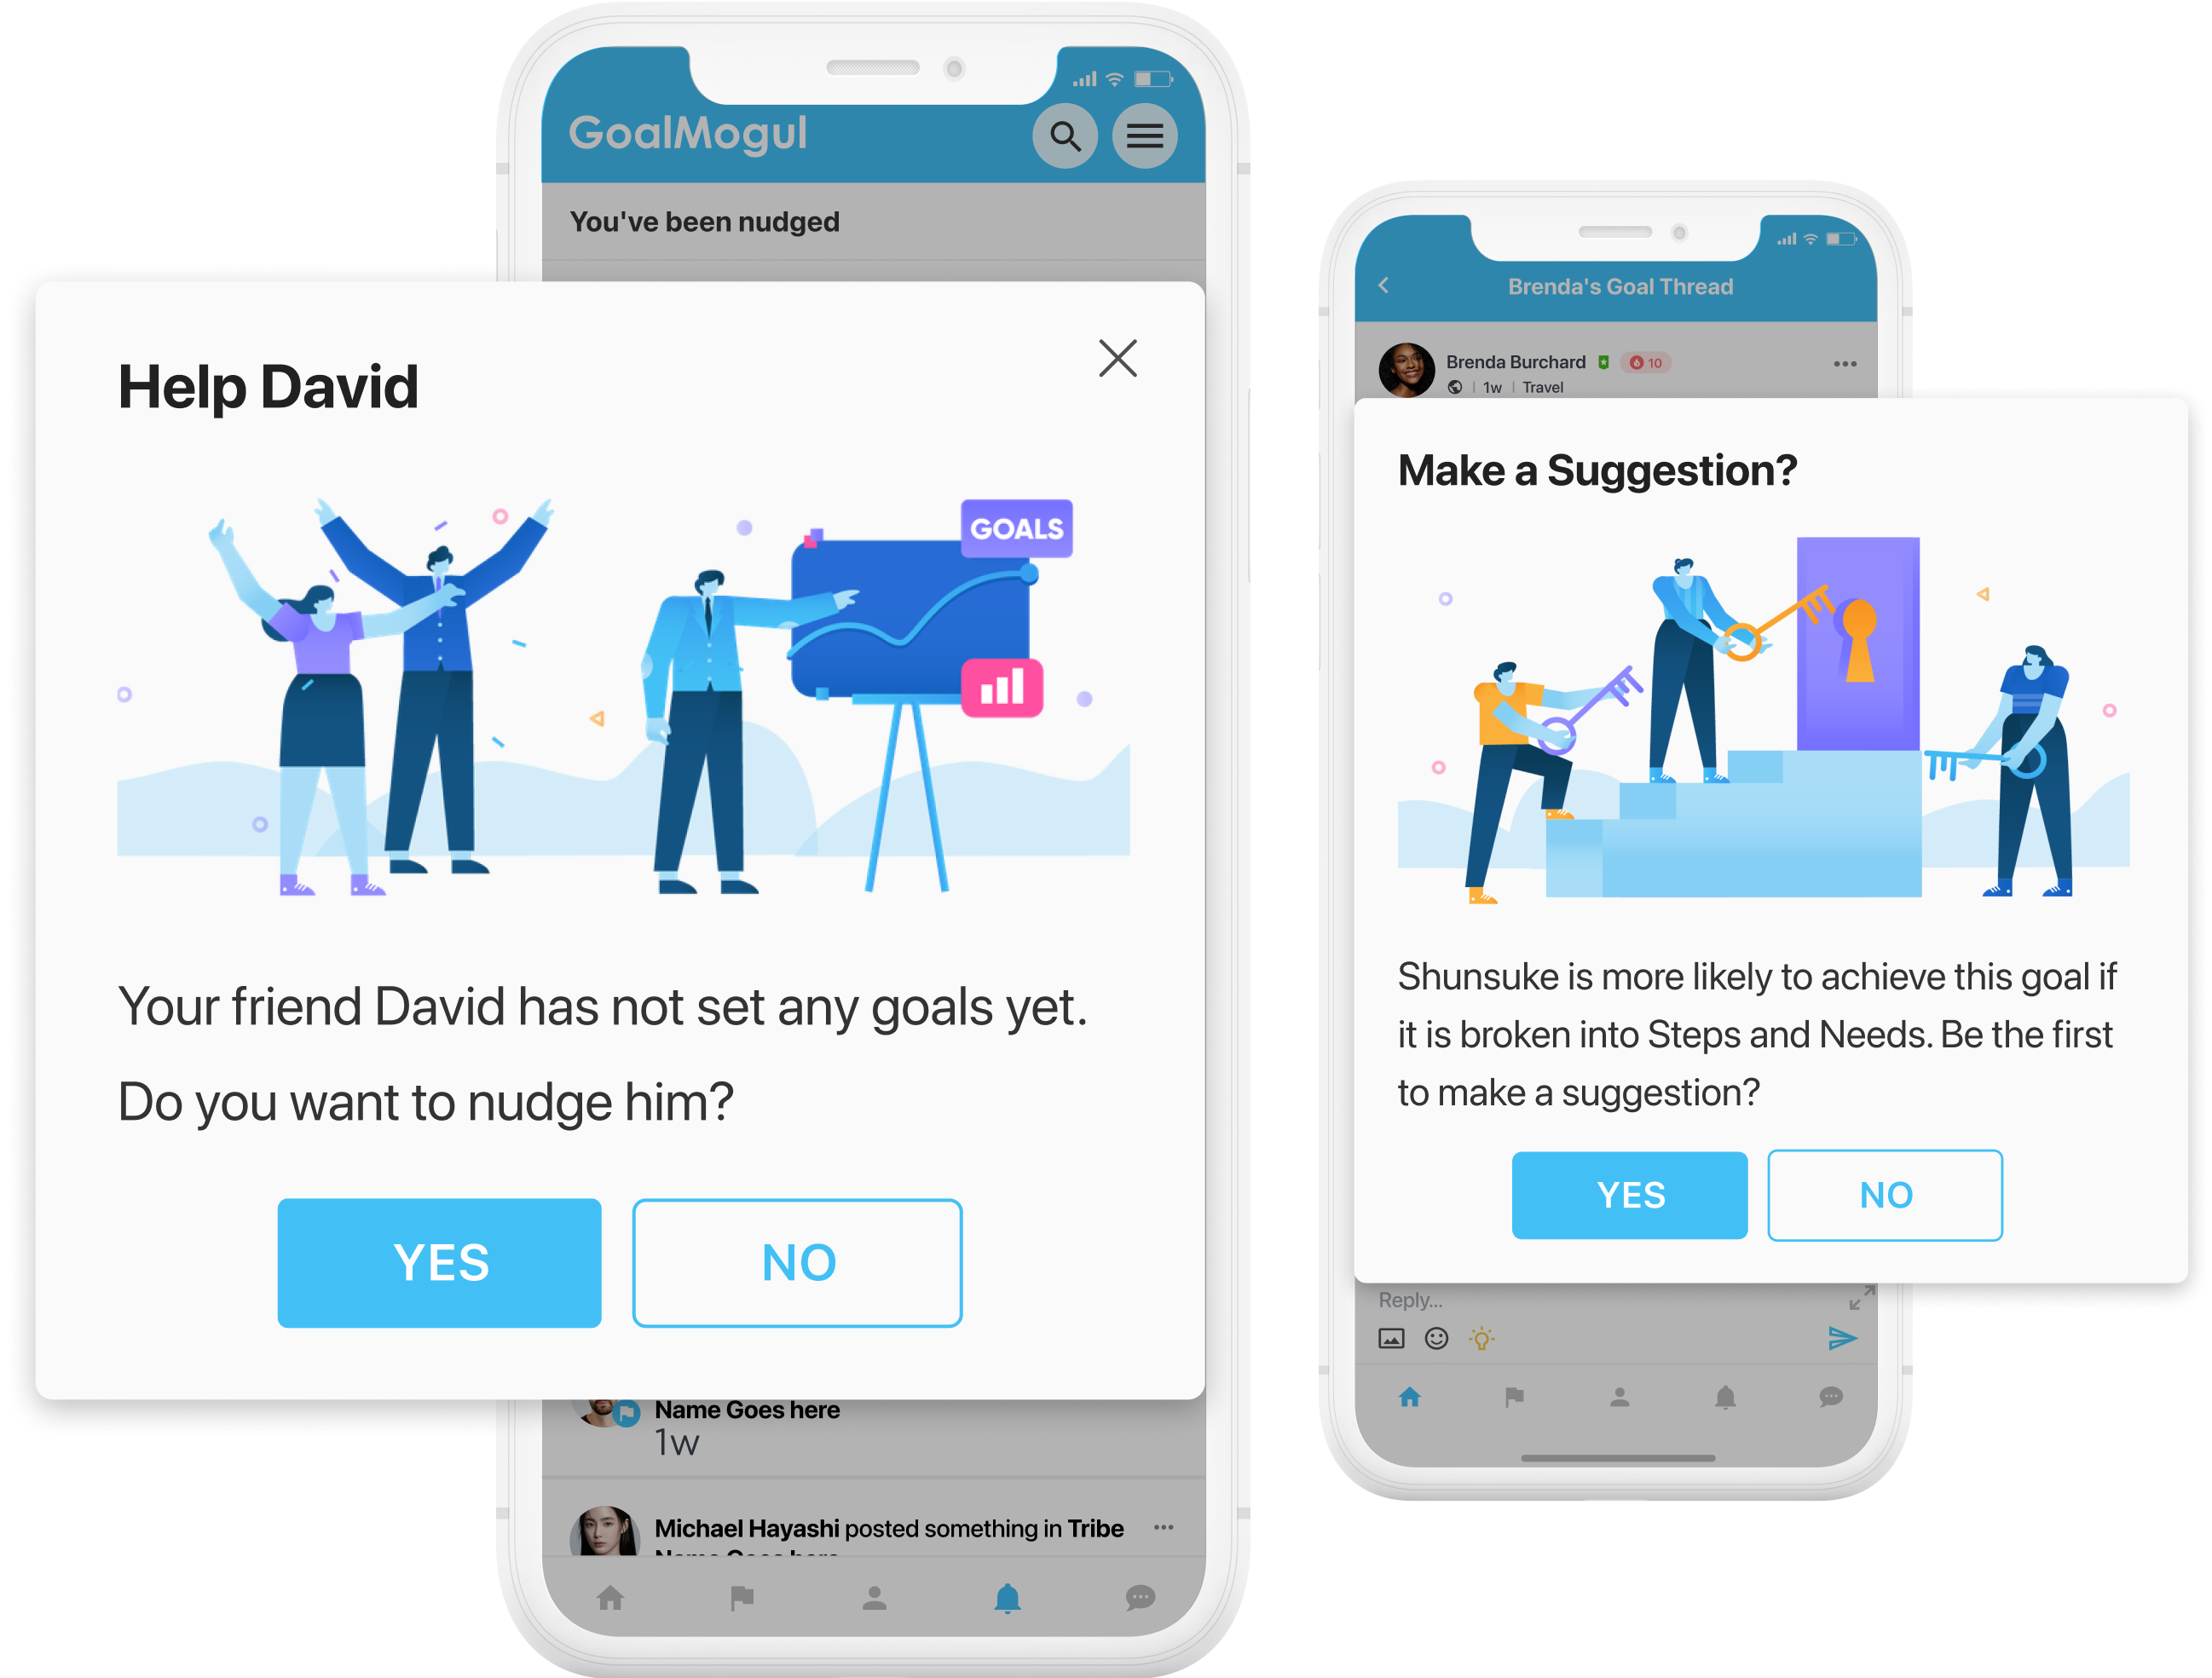 GoalMogul
You've been nudged
Help David
GOALS
Your friend David has not set any goals yet.
Do you want to nudge him?
YES
NO
Name Goes here
1w
Michael Hayashi posted something in Tribe
Name Goes here
Brenda's Goal Thread
Brenda Burchard
10
1w
Travel
Make a Suggestion?
Shunsuke is more likely to achieve this goal if
it is broken into Steps and Needs. Be the first
to make a suggestion?
YES
NO
Reply...